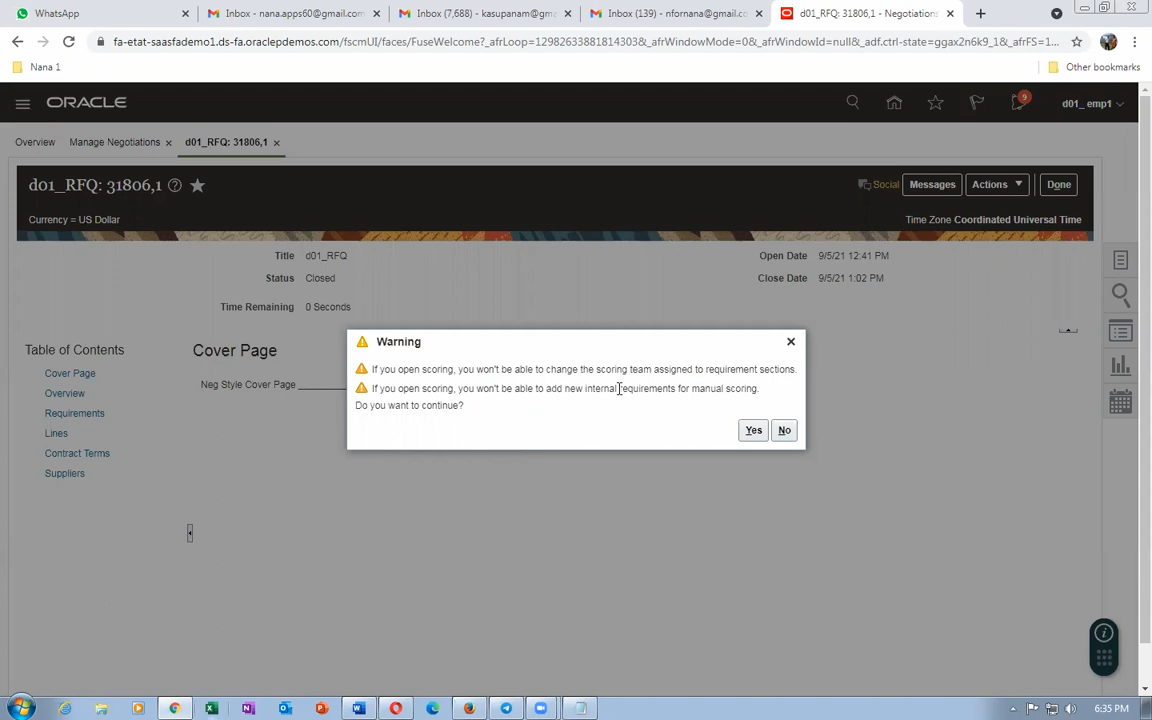 WhatsApp
Inbox - nana.apps60@gmail.com
Inbox (7,688) - kasupanam@gm
Inbox (139) - nfornana@gmail.co
d01_RFQ: 31806,1 - Negotiations
fa-etat-saasfademo1.ds-fa.oraclepdemos.com/fscmUI/faces/FuseWelcome?_afrLoop=12982633881814303&_afrWindowMode=0&_afrWindowId=null&_adf.ctrl-state=ggax2n6k9_1&_afrFS=1...
Nana 1
Other bookmarks
ORACLE
9
d01_ emp1
Overview
Manage Negotiations
d01_RFQ: 31806,1
d01_RFQ: 31806,1
Social
Messages
Actions
Done
Currency = US Dollar
Time Zone Coordinated Universal Time
Title d01_RFQ
Open Date 9/5/21 12:41 PM
Status Closed
Close Date 9/5/21 1:02 PM
Time Remaining 0 Seconds
Table of Contents
Cover Page
Overview
Requirements
Lines
Contract Terms
Suppliers
Cover Page
Neg Style Cover Page
Warning
If you open scoring, you won't be able to change the scoring team assigned to requirement sections.
If you open scoring, you won't be able to add new internal requirements for manual scoring.
Do you want to continue?
Yes
No
6:35 PM